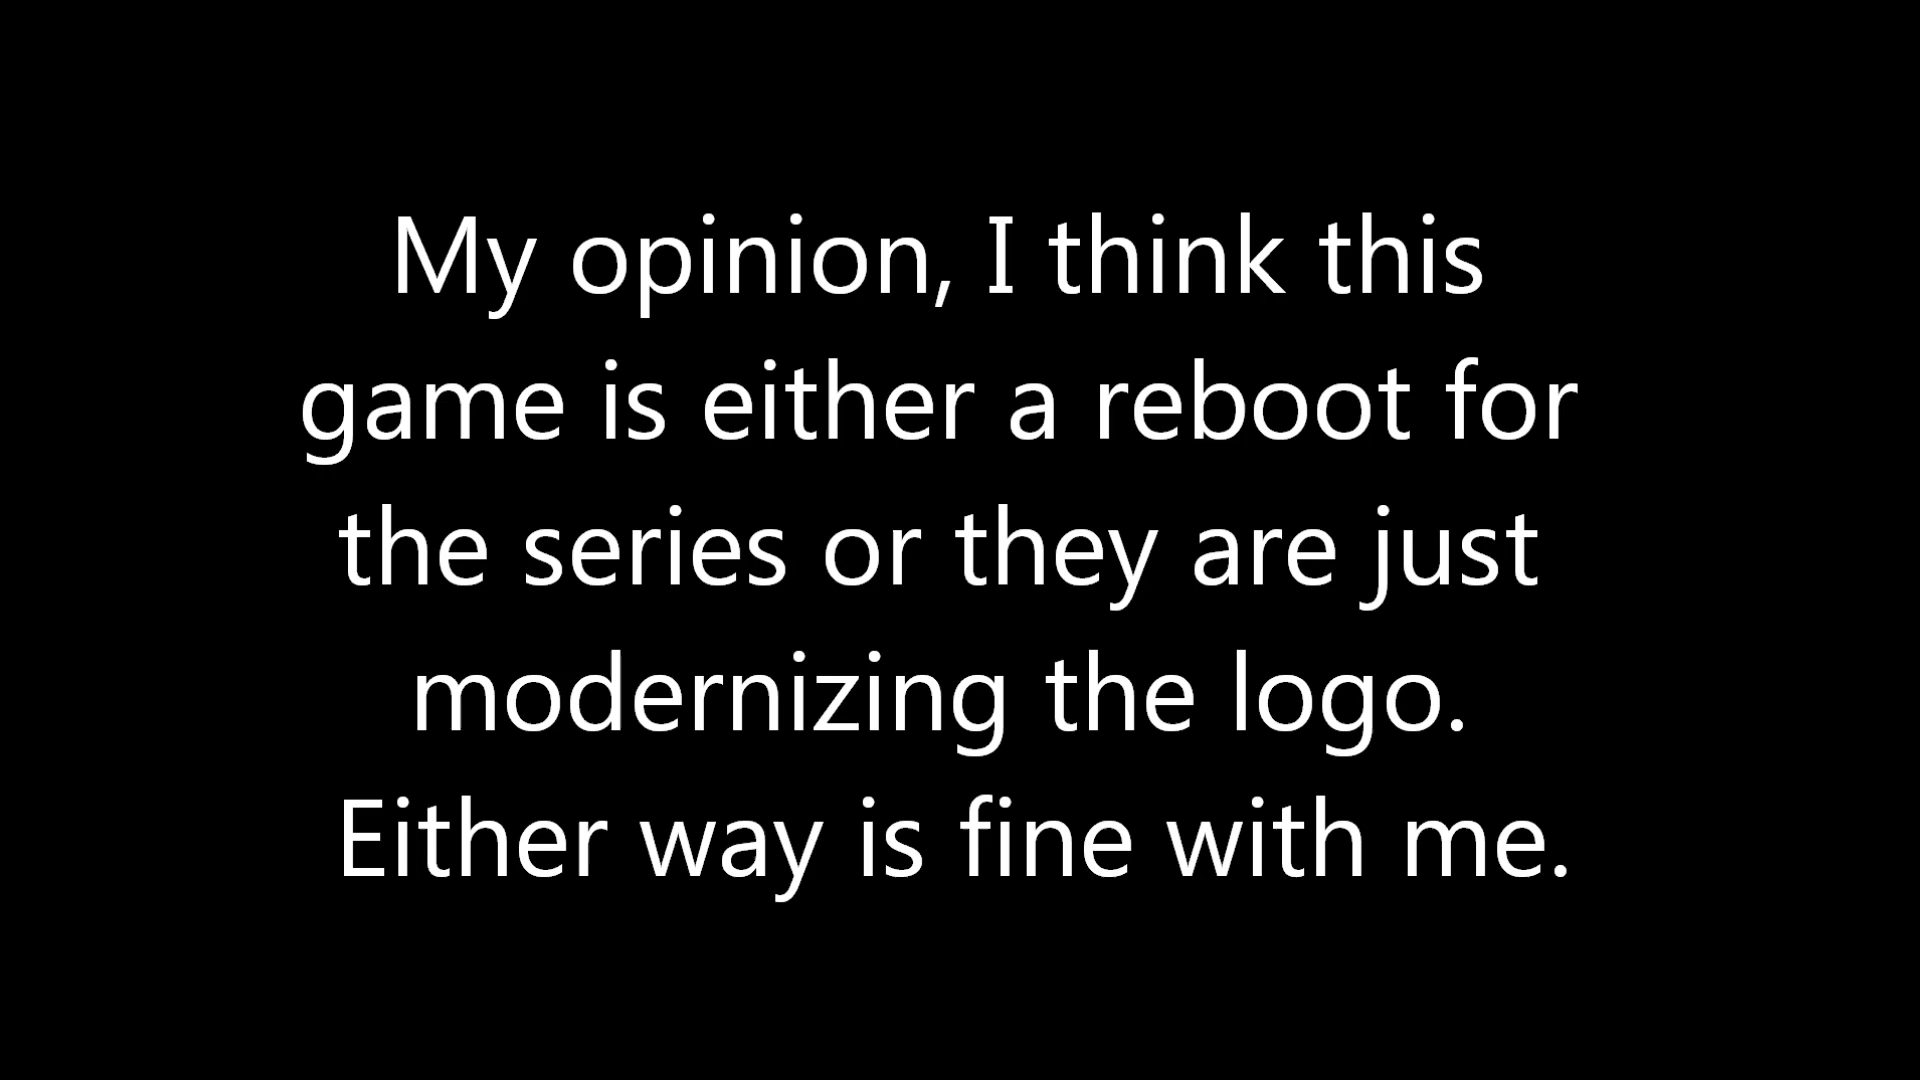 My opinion, I think this
game is either a reboot for
the series or they are just
modernizing the logo.
Either way is fine with me.